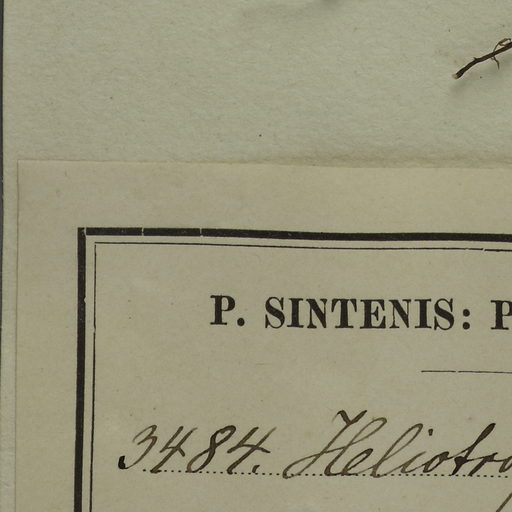 P. SINTENIS: P
3484. Heliotro